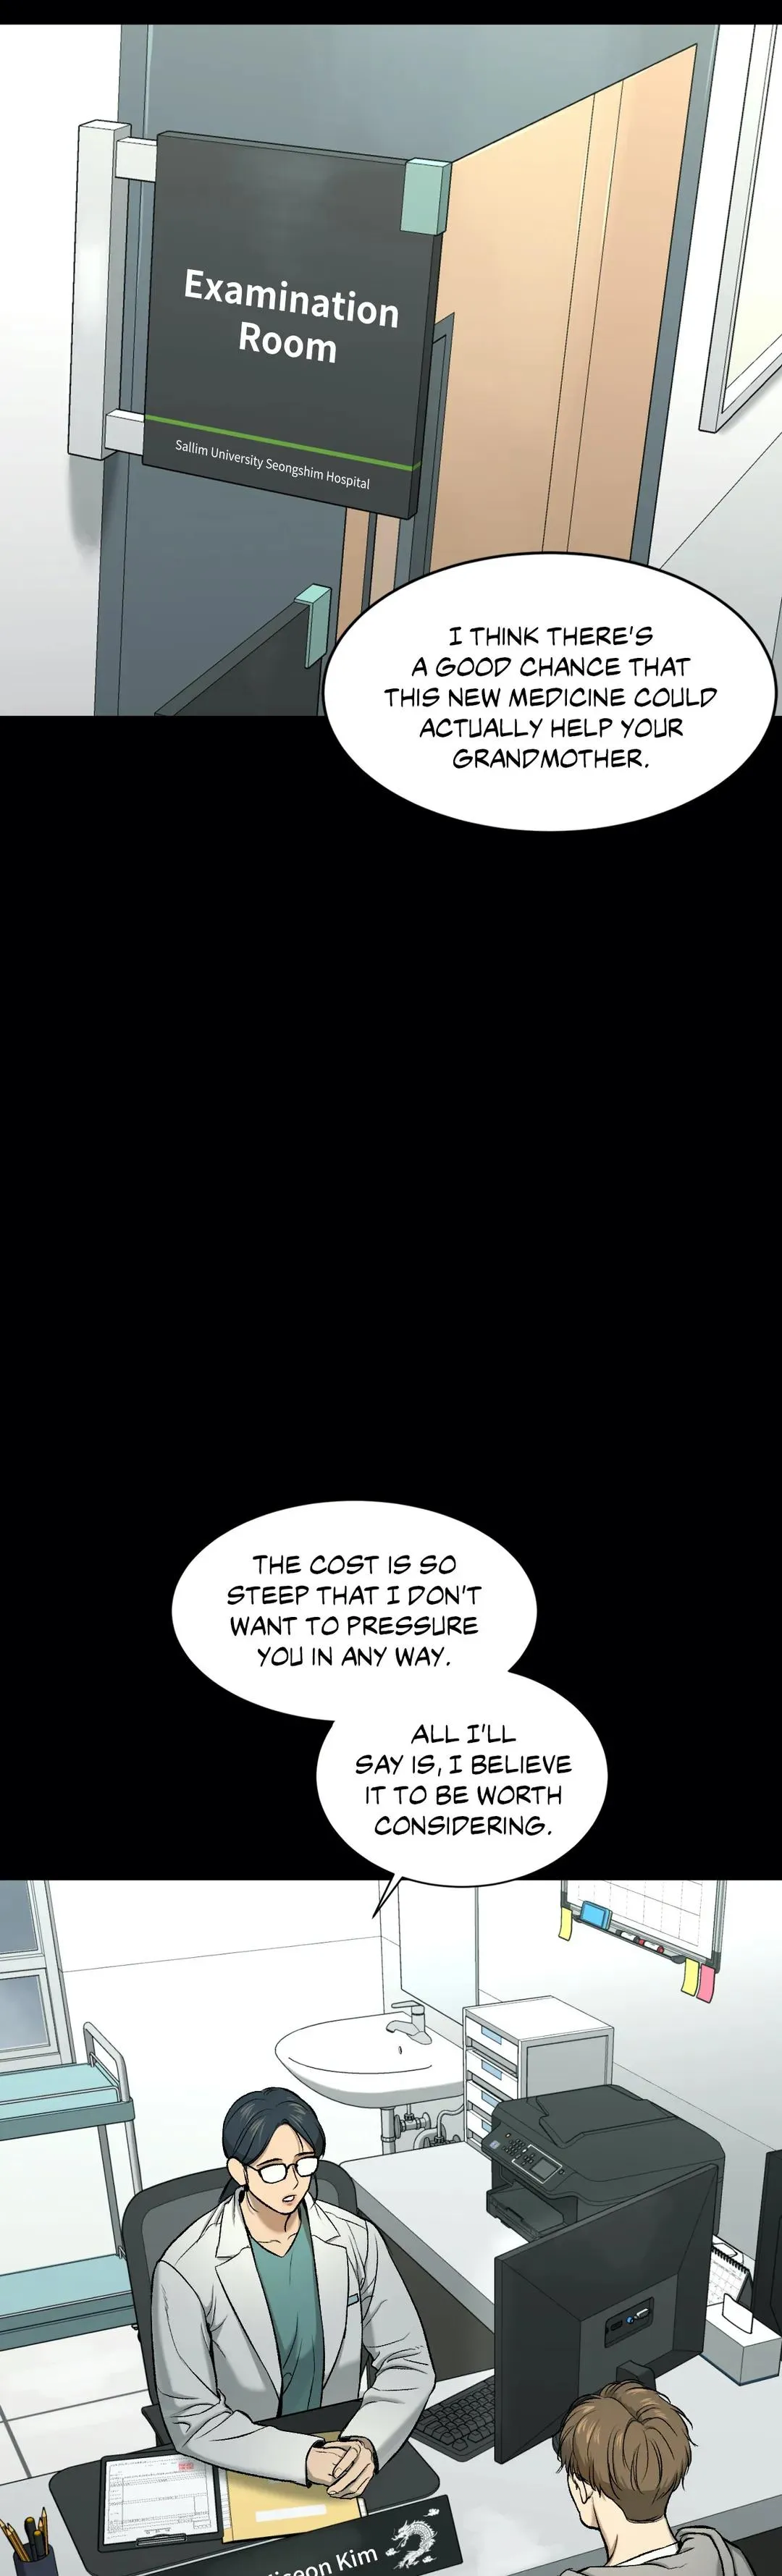 Examination
Room
Sallim University Seongshim Hospital
I THINK THERE'S
A GOOD CHANCE THAT
THIS NEW MEDICINE COULD
ACTUALLY HELP YOUR
GRANDMOTHER.
THE COST IS SO
STEEP THAT I DON'T
WANT TO PRESSURE
YOU IN ANY WAY.
ALL I'LL
SAY IS, I BELIEVE
IT TO BE WORTH
CONSIDERING.
Kim